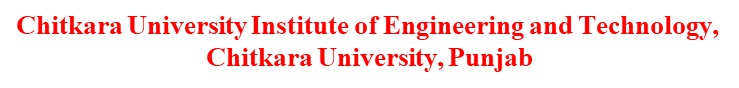 Chitkara University Institute of Engineering and Technology,
Chitkara University, Punjab